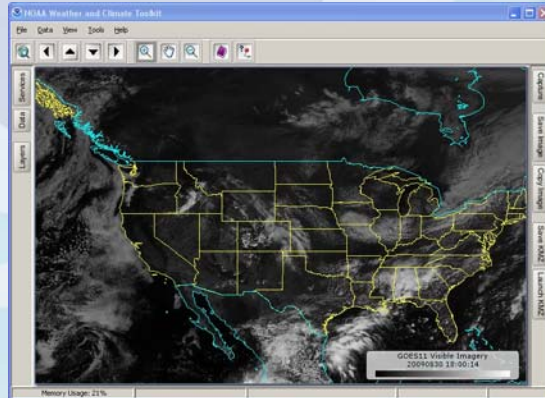 NOAA Weather and Climate Toolkit
File Data View Tools Help
Services
Data
Layers
Capture
Save Image
Copy Image
Save KMZ
Launch KMZ
GOES11 Visible Imagery
20090830 18:00:14
Memory Usage: 21%